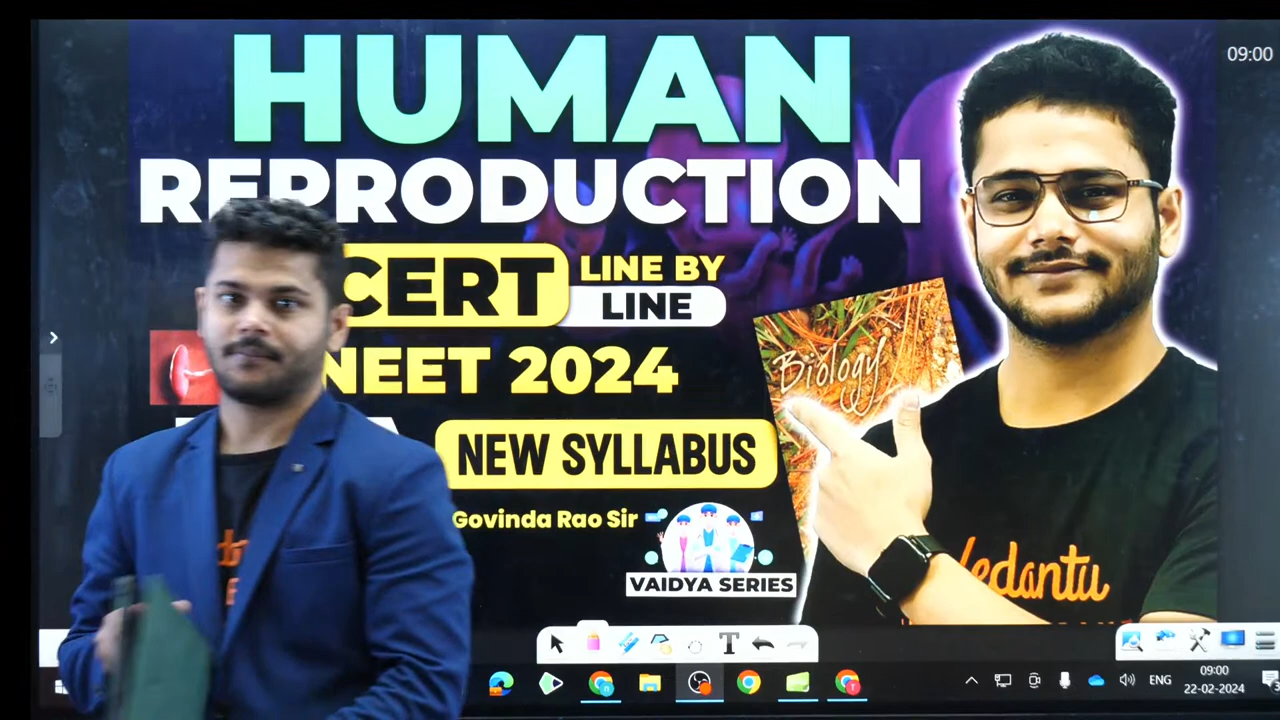 HUMAN
REPRODUCTION
CERT LINE BY
LINE
NEET 2024
NEW SYLLABUS
Govinda Rao Sir
VAIDYA SERIES
Biology
Vedantu
09:00
T
ENG
09:00
22-02-2024